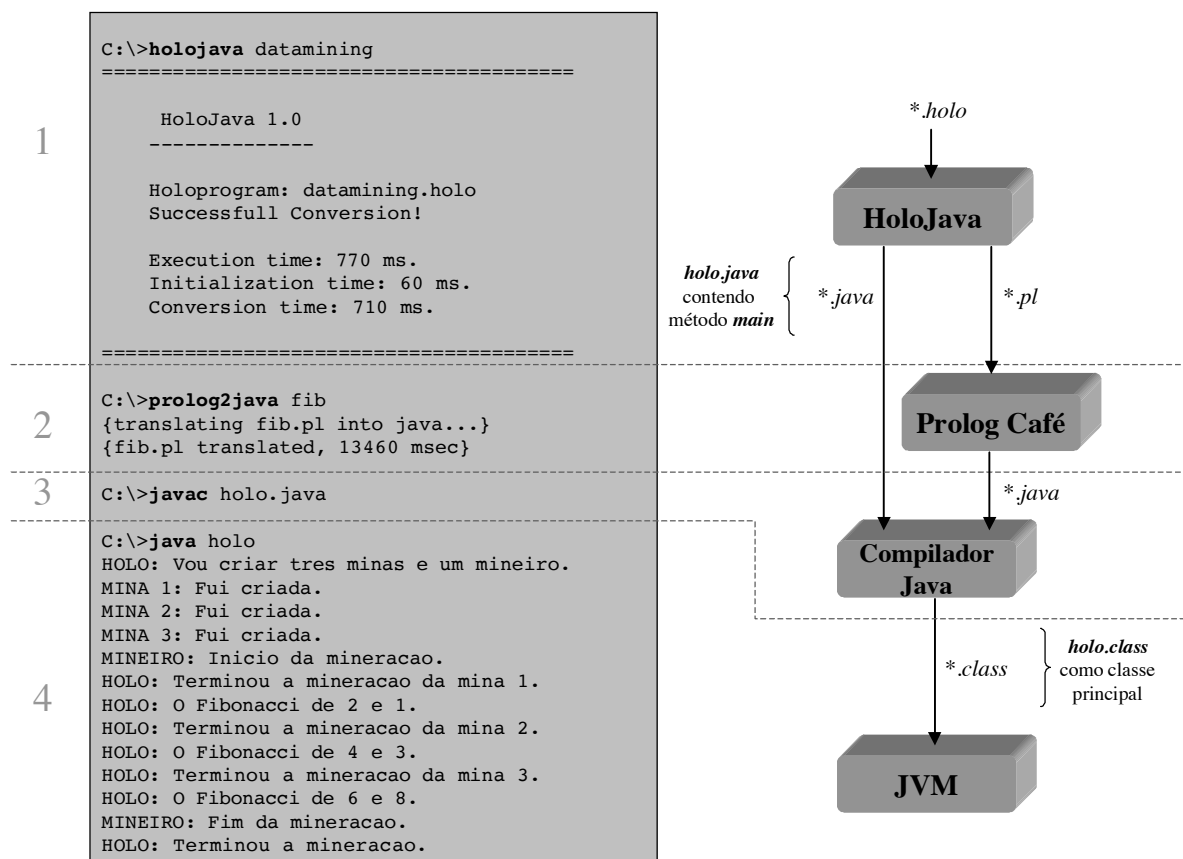 1
C:\>holojava datamining
========================================
HoloJava 1.0
--------------
Holoprogram: datamining.holo
Successfull Conversion!
Execution time: 770 ms.
Initialization time: 60 ms.
Conversion time: 710 ms.
========================================
*.holo
HoloJava
holo.java
contendo
método main
*.java
*.pl
2
C:\>prolog2java fib
{translating fib.pl into java...}
{fib.pl translated, 13460 msec}
Prolog Café
3
C:\>javac holo.java
*.java
Compilador
Java
4
C:\>java holo
HOLO: Vou criar tres minas e um mineiro.
MINA 1: Fui criada.
MINA 2: Fui criada.
MINA 3: Fui criada.
MINEIRO: Inicio da mineracao.
HOLO: Terminou a mineracao da mina 1.
HOLO: O Fibonacci de 2 e 1.
HOLO: Terminou a mineracao da mina 2.
HOLO: O Fibonacci de 4 e 3.
HOLO: Terminou a mineracao da mina 3.
HOLO: O Fibonacci de 6 e 8.
MINEIRO: Fim da mineracao.
HOLO: Terminou a mineracao.
*.class
holo.class
como classe
principal
JVM